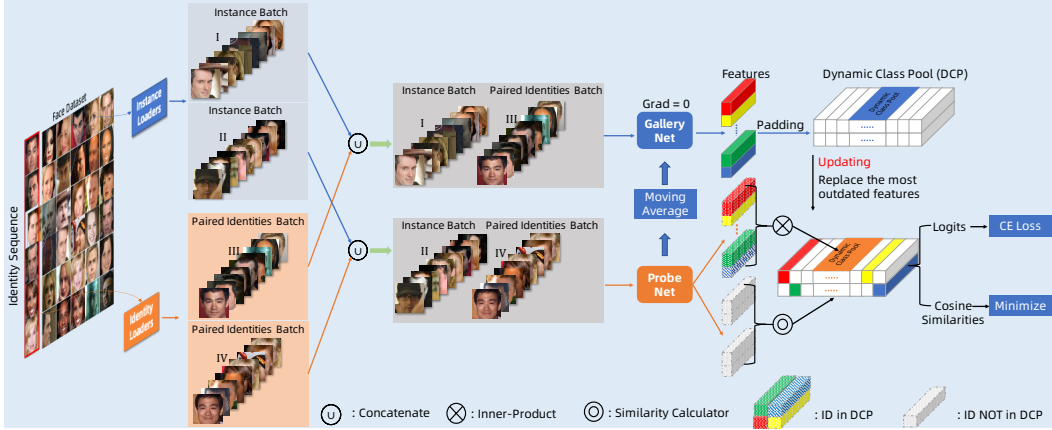 Identity Sequence
Face Dataset
Instance
Loaders
Identity
Loaders
Instance Batch
I
Instance Batch
II
Paired Identities Batch
III
Paired Identities Batch
IV
∪
∪
Instance Batch
Paired Identities Batch
I
III
Instance Batch
Paired Identities Batch
II
IV
Grad = 0
Gallery
Net
Moving
Average
Probe
Net
Features
Padding
Dynamic Class Pool (DCP)
Dynamic
Class Pool
.....
.....
Updating
Replace the most
outdated features
Dynamic
Class Pool
.....
.....
Logits
CE Loss
Cosine
Similarities
Minimize
∪ : Concatenate
: Inner-Product
: Similarity Calculator
: ID in DCP
: ID NOT in DCP